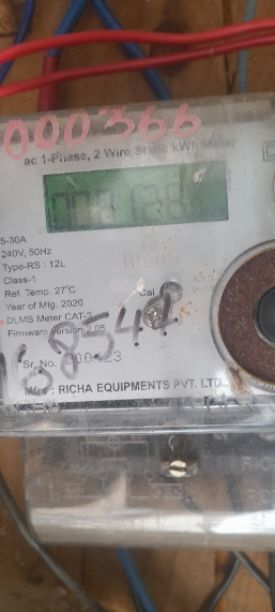 000366
ac 1-Phase, 2 Wire Static kWh Meter
5-30A
240V, 50Hz
Type-RS : 12L
Class-1
Ref. Temp. 27°C
Cal
Year of Mfg. 2020
DLMS Meter CAT-
Firmware Version 2.05
Sr. No.
Mfrs : RICHA EQUIPMENTS PVT. LTD.